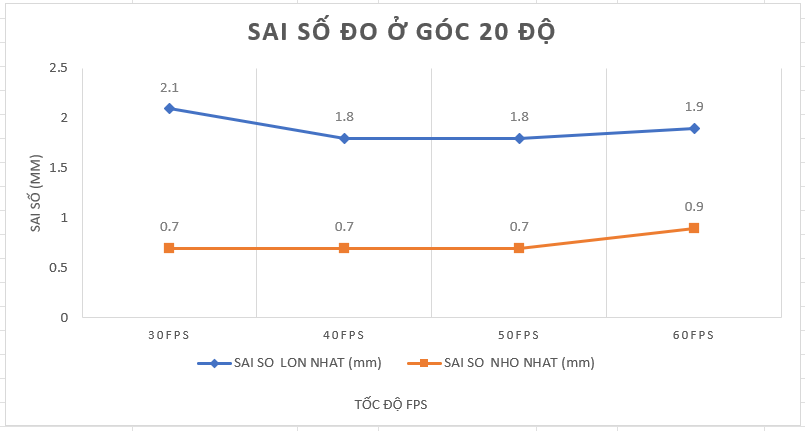 SAI SỐ ĐO Ở GÓC 20 ĐỘ
2.5
2
1.5
1
0.5
0
SAI SỐ (MM)
2.1
1.8
1.8
1.9
0.7
0.7
0.7
0.9
30FPS
40FPS
50FPS
60FPS
SAI SO LON NHAT (mm)
SAI SO NHO NHAT (mm)
TỐC ĐỘ FPS